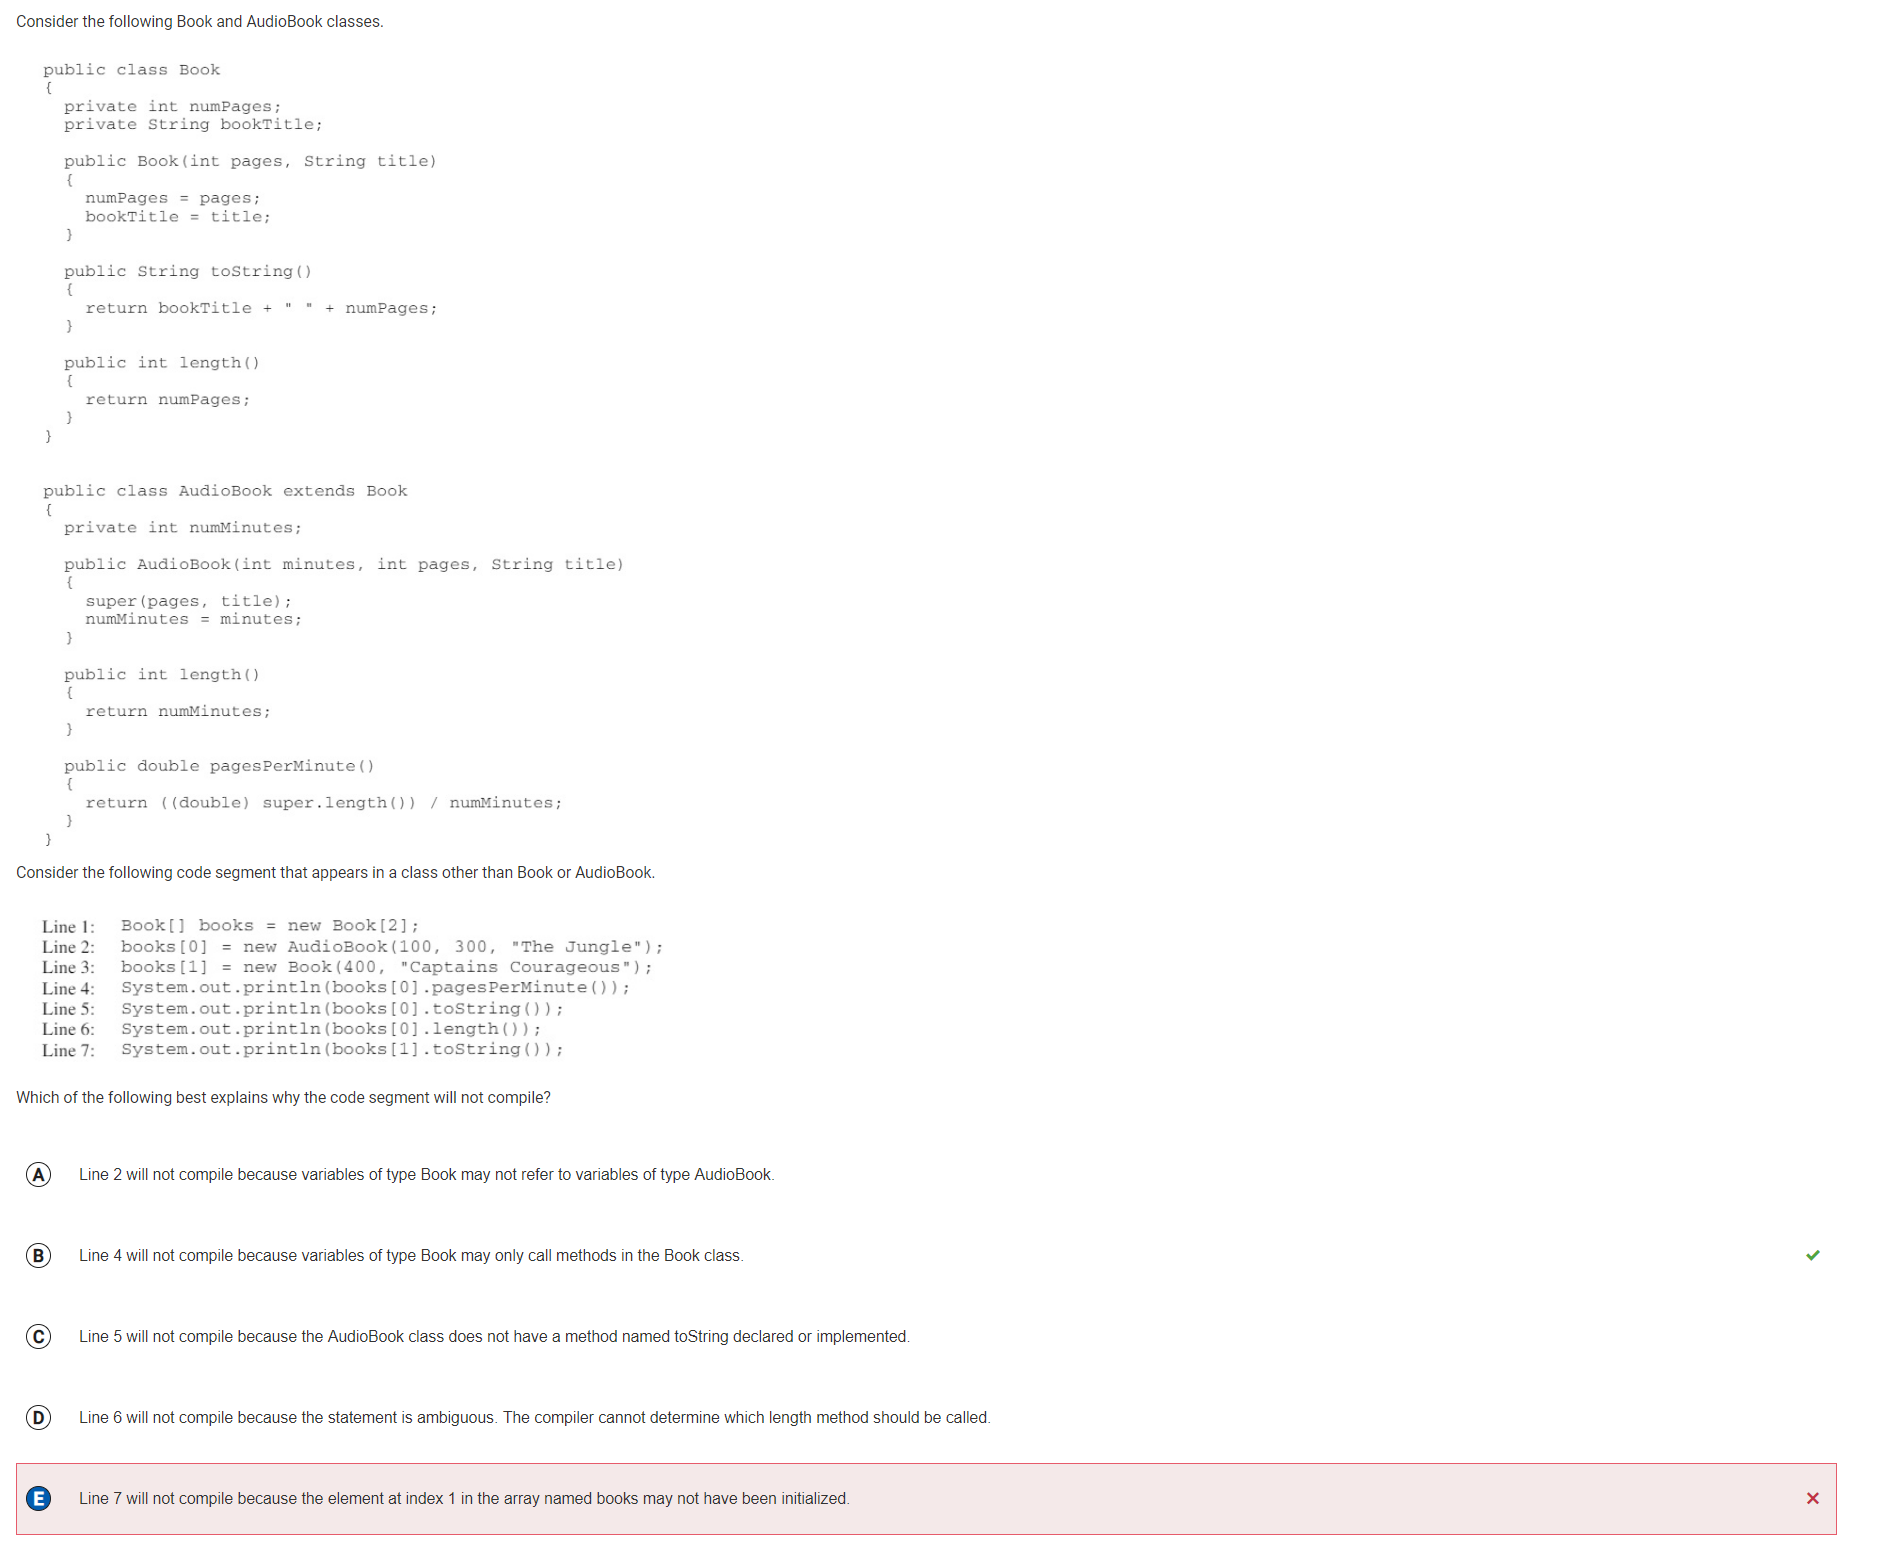 Consider the following Book and AudioBook classes.
public class Book
{
private int numPages;
private String bookTitle;
public Book(int pages, String title)
{
numPages = pages;
bookTitle = title;
}
public String toString()
{
return bookTitle + " " + numPages;
}
public int length()
{
return numPages;
}
}
public class AudioBook extends Book
{
private int numMinutes;
public AudioBook(int minutes, int pages, String title)
{
super(pages, title);
numMinutes = minutes;
}
public int length()
{
return numMinutes;
}
public double pagesPerMinute()
{
return ((double) super.length()) / numMinutes;
}
}
Consider the following code segment that appears in a class other than Book or AudioBook.
Line 1: Book[] books = new Book[2];
Line 2: books[0] = new AudioBook(100, 300, "The Jungle");
Line 3: books[1] = new Book(400, "Captains Courageous");
Line 4: System.out.println(books[0].pagesPerMinute());
Line 5: System.out.println(books[0].toString());
Line 6: System.out.println(books[0].length());
Line 7: System.out.println(books[1].toString());
Which of the following best explains why the code segment will not compile?
A Line 2 will not compile because variables of type Book may not refer to variables of type AudioBook.
B Line 4 will not compile because variables of type Book may only call methods in the Book class.
C Line 5 will not compile because the AudioBook class does not have a method named toString declared or implemented.
D Line 6 will not compile because the statement is ambiguous. The compiler cannot determine which length method should be called.
E Line 7 will not compile because the element at index 1 in the array named books may not have been initialized.